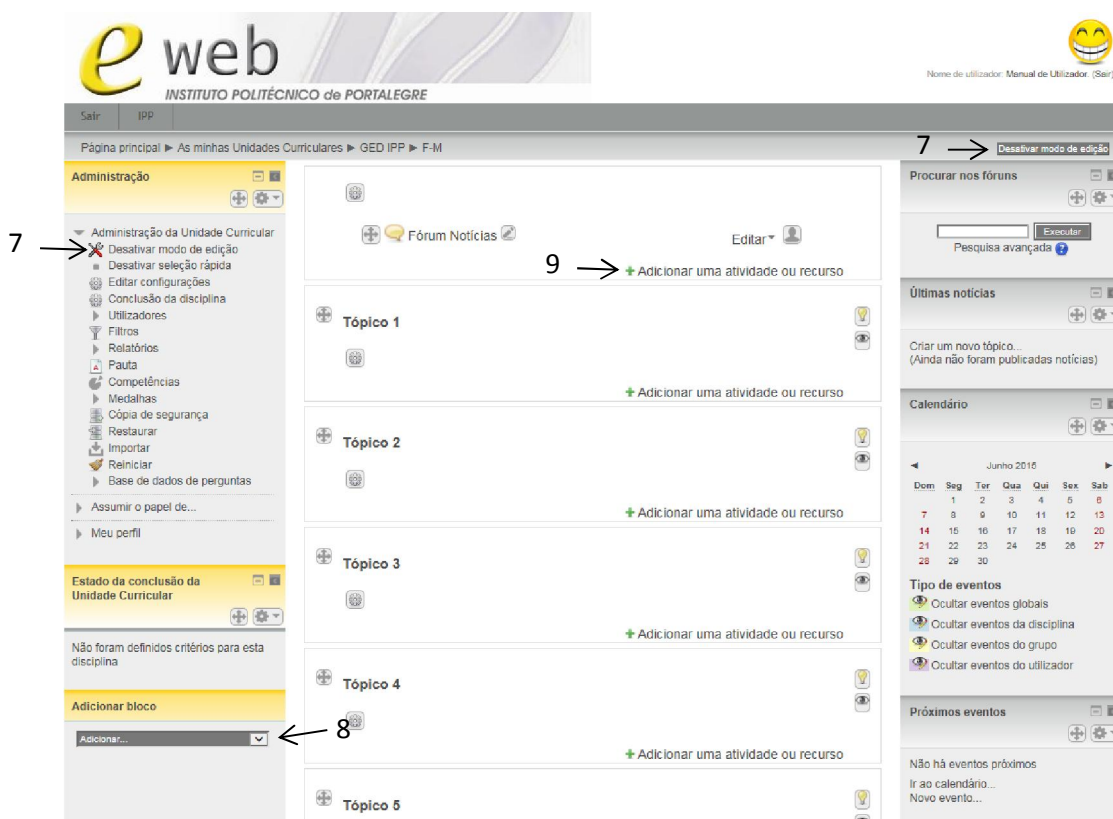 e web
INSTITUTO POLITÉCNICO de PORTALEGRE
Nome de utilizador: Manual de Utilizador. (Sair)
Sair IPP
Página principal ► As minhas Unidades Curriculares ► GED IPP ► F-M
7
Desativar modo de edição
Administração
7
Administração da Unidade Curricular
Desativar modo de edição
Desativar seleção rápida
Editar configurações
Conclusão da disciplina
Utilizadores
Filtros
Relatórios
Pauta
Competências
Medalhas
Cópia de segurança
Restaurar
Importar
Reiniciar
Base de dados de perguntas
Assumir o papel de...
Meu perfil
Estado da conclusão da
Unidade Curricular
Não foram definidos critérios para esta
disciplina
Adicionar bloco
Adicionar...
8
Fórum Notícias
Editar
9
Adicionar uma atividade ou recurso
Tópico 1
Adicionar uma atividade ou recurso
Tópico 2
Adicionar uma atividade ou recurso
Tópico 3
Adicionar uma atividade ou recurso
Tópico 4
Adicionar uma atividade ou recurso
Tópico 5
Procurar nos fóruns
Executar
Pesquisa avançada
Últimas notícias
Criar um novo tópico...
(Ainda não foram publicadas notícias)
Calendário
◄ Junho 2015 ►
Dom Seg Ter Qua Qui Sex Sab
1 2 3 4 5 6
7 8 9 10 11 12 13
14 15 16 17 18 19 20
21 22 23 24 25 26 27
28 29 30
Tipo de eventos
Ocultar eventos globais
Ocultar eventos da disciplina
Ocultar eventos do grupo
Ocultar eventos do utilizador
Próximos eventos
Não há eventos próximos
Ir ao calendário...
Novo evento...